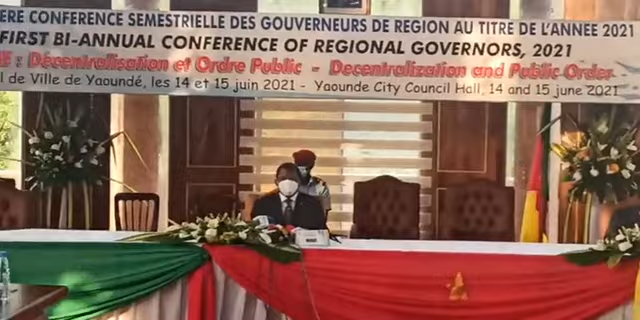 ERE CONFERENCE SEMESTRIELLE DES GOUVERNEURS DE REGION AU TITRE DE L'ANNEE 2021
FIRST BI-ANNUAL CONFERENCE OF REGIONAL GOVERNORS, 2021
E : Décentralisation et Ordre Public - Decentralization and Public Order
l de Ville de Yaoundé, les 14 et 15 juin 2021 - Yaounde City Council Hall, 14 and 15 june 2021